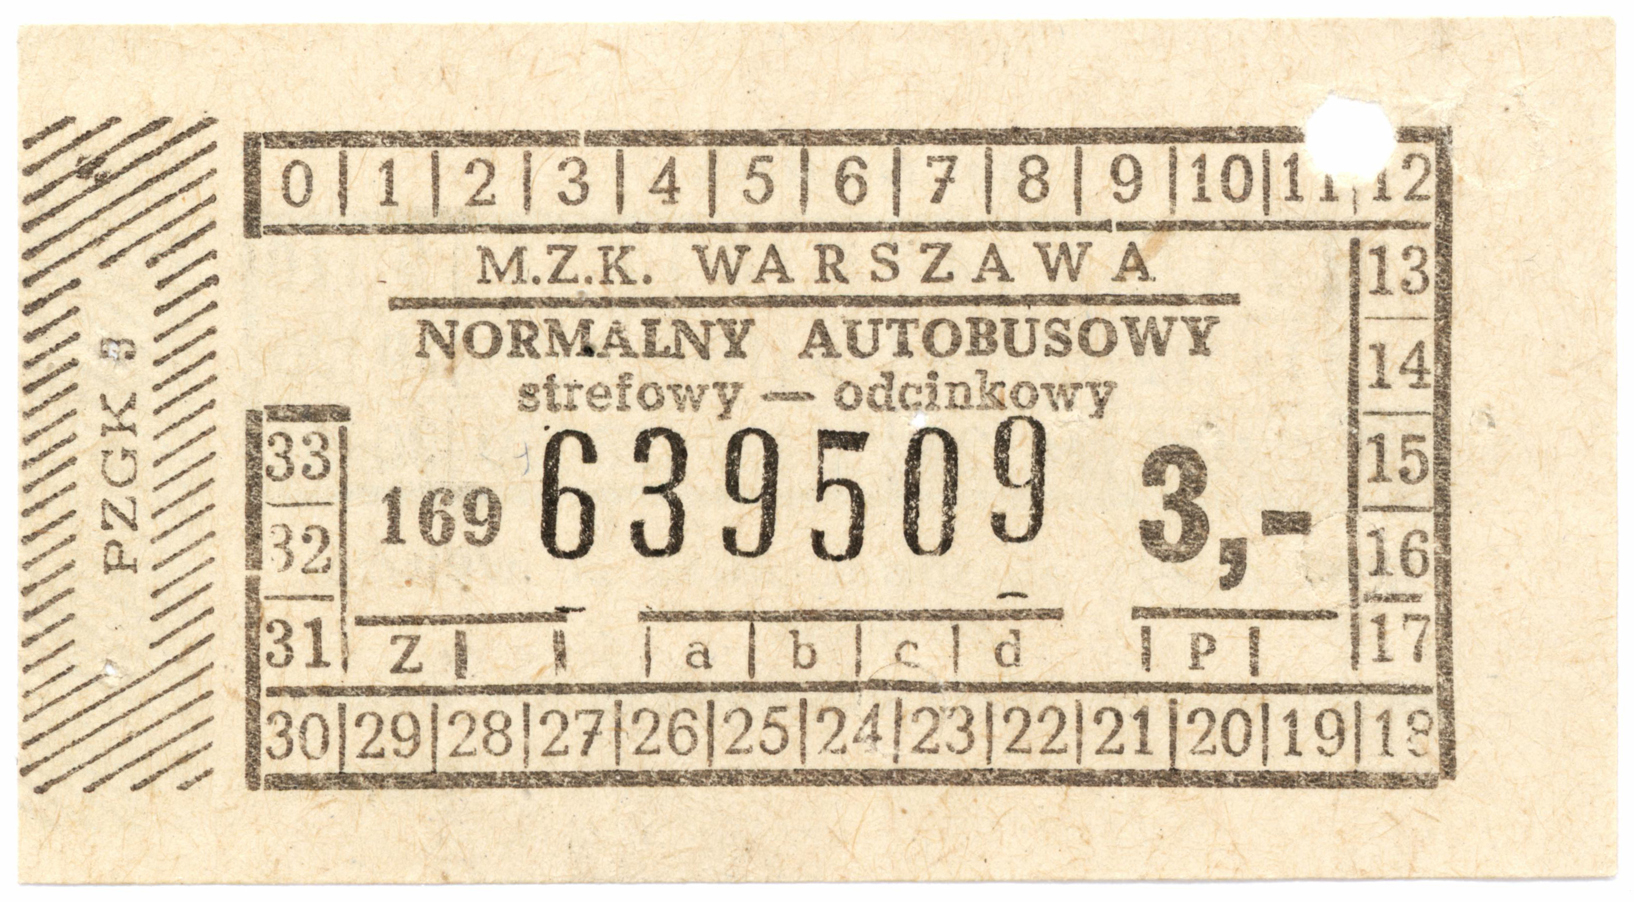 0 | 1 | 2 | 3 | 4 | 5 | 6 | 7 | 8 | 9 | 10 | 11 | 12
M.Z.K. WARSZAWA
NORMALNY AUTOBUSOWY
strefowy — odcinkowy
169 639509 3,-
Z | | | a | b | c | d | P |
13
14
15
16
17
33
32
31
30 | 29 | 28 | 27 | 26 | 25 | 24 | 23 | 22 | 21 | 20 | 19 | 18
PZGK